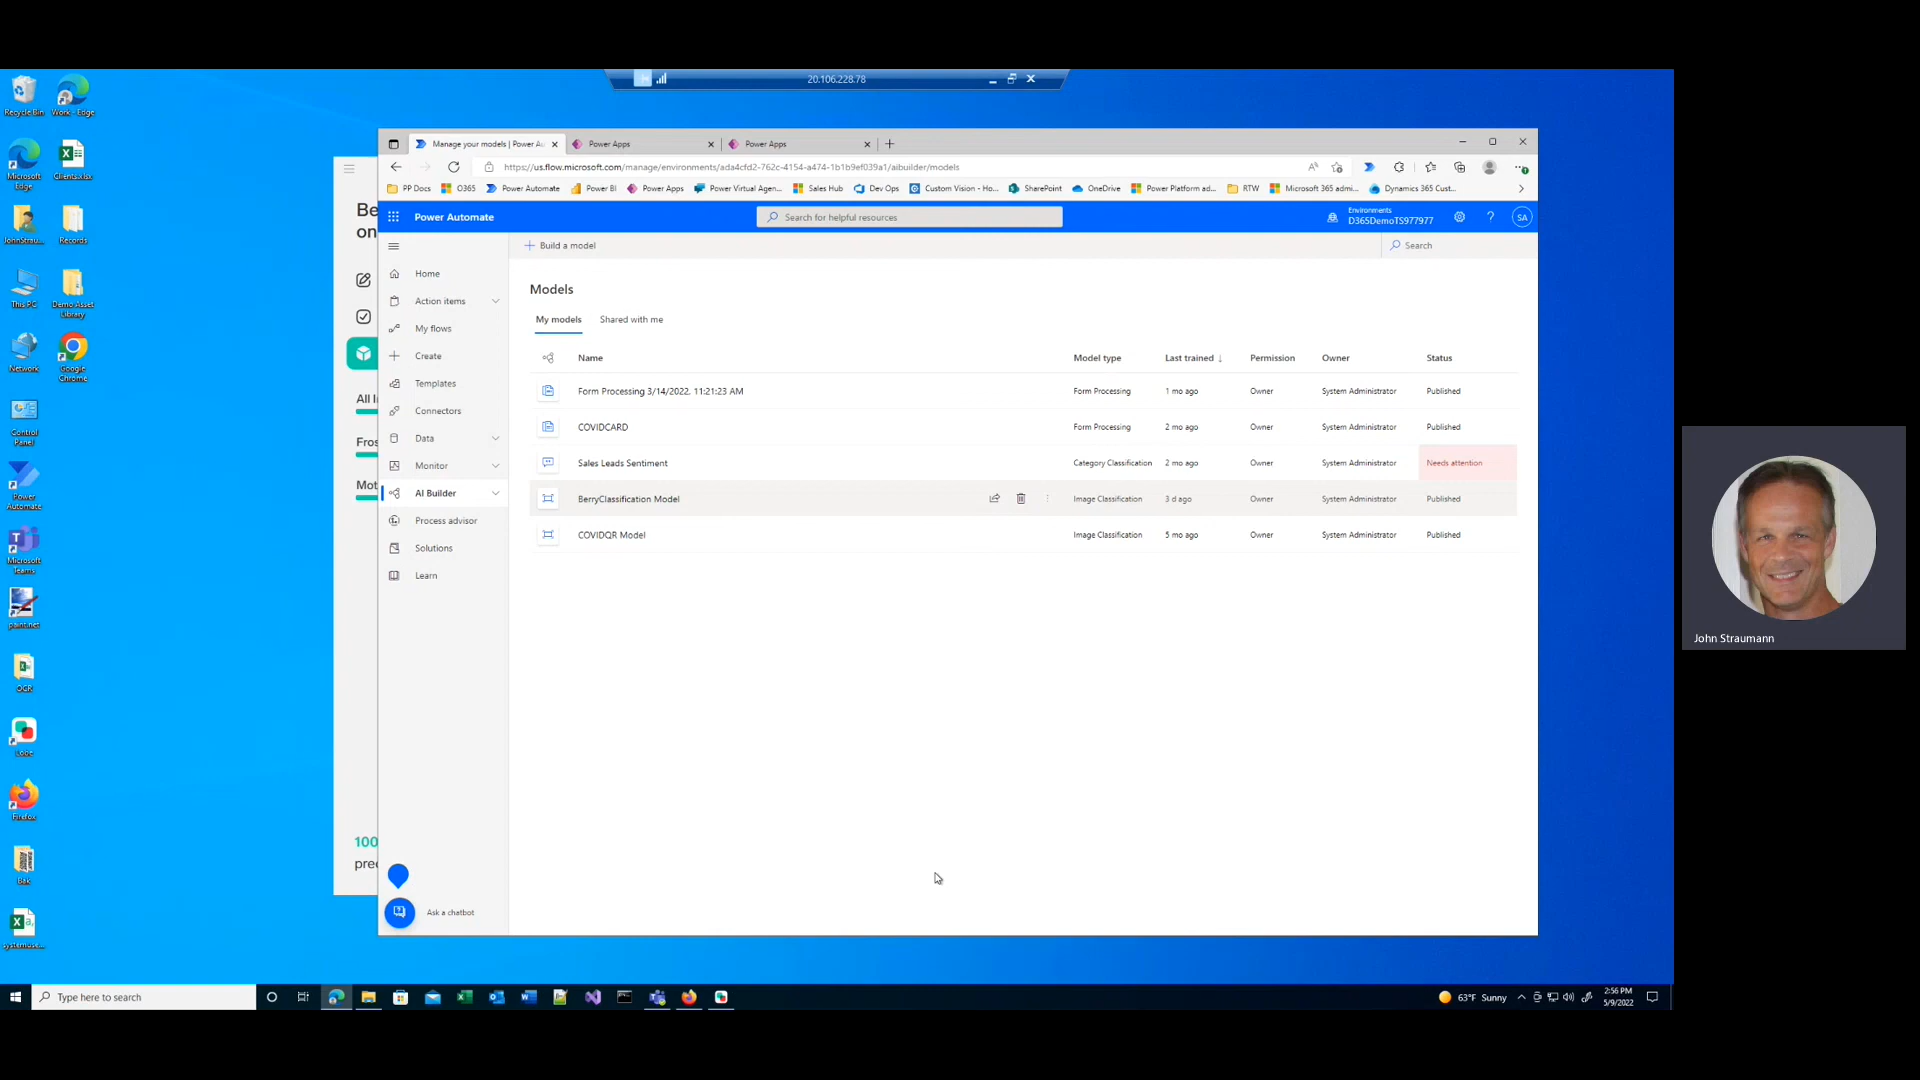 20.106.228.78
Recycle Bin
Work - Edge
Microsoft Edge
Clients.xlsx
JohnStrau...
Records
This PC
Demo Asset Library
Network
Google Chrome
Control Panel
Power Automate
Microsoft Teams
paint.net
OCR
Lobe
Firefox
Bak
Be
on
All I
Fros
Mot
100
pred
Manage your models | Power Au
Power Apps
Power Apps
https://us.flow.microsoft.com/manage/environments/ada4cfd2-762c-4154-a474-1b1b9ef039a1/aibuilder/models
PP Docs
O365
Power Automate
Power BI
Power Apps
Power Virtual Agen...
Sales Hub
Dev Ops
Custom Vision - Ho...
SharePoint
OneDrive
Power Platform ad...
RTW
Microsoft 365 admi...
Dynamics 365 Cust...
Power Automate
Search for helpful resources
Environments
D365DemoTS977977
?
SA
Build a model
Search
Home
Action items
My flows
Create
Templates
Connectors
Data
Monitor
AI Builder
Process advisor
Solutions
Learn
Ask a chatbot
Models
My models
Shared with me
Name Model type Last trained ↓ Permission Owner Status
Form Processing 3/14/2022, 11:21:23 AM Form Processing 1 mo ago Owner System Administrator Published
COVIDCARD Form Processing 2 mo ago Owner System Administrator Published
Sales Leads Sentiment Category Classification 2 mo ago Owner System Administrator Needs attention
BerryClassification Model Image Classification 3 d ago Owner System Administrator Published
COVIDQR Model Image Classification 5 mo ago Owner System Administrator Published
John Straumann
Type here to search
63°F Sunny
2:56 PM
5/9/2022